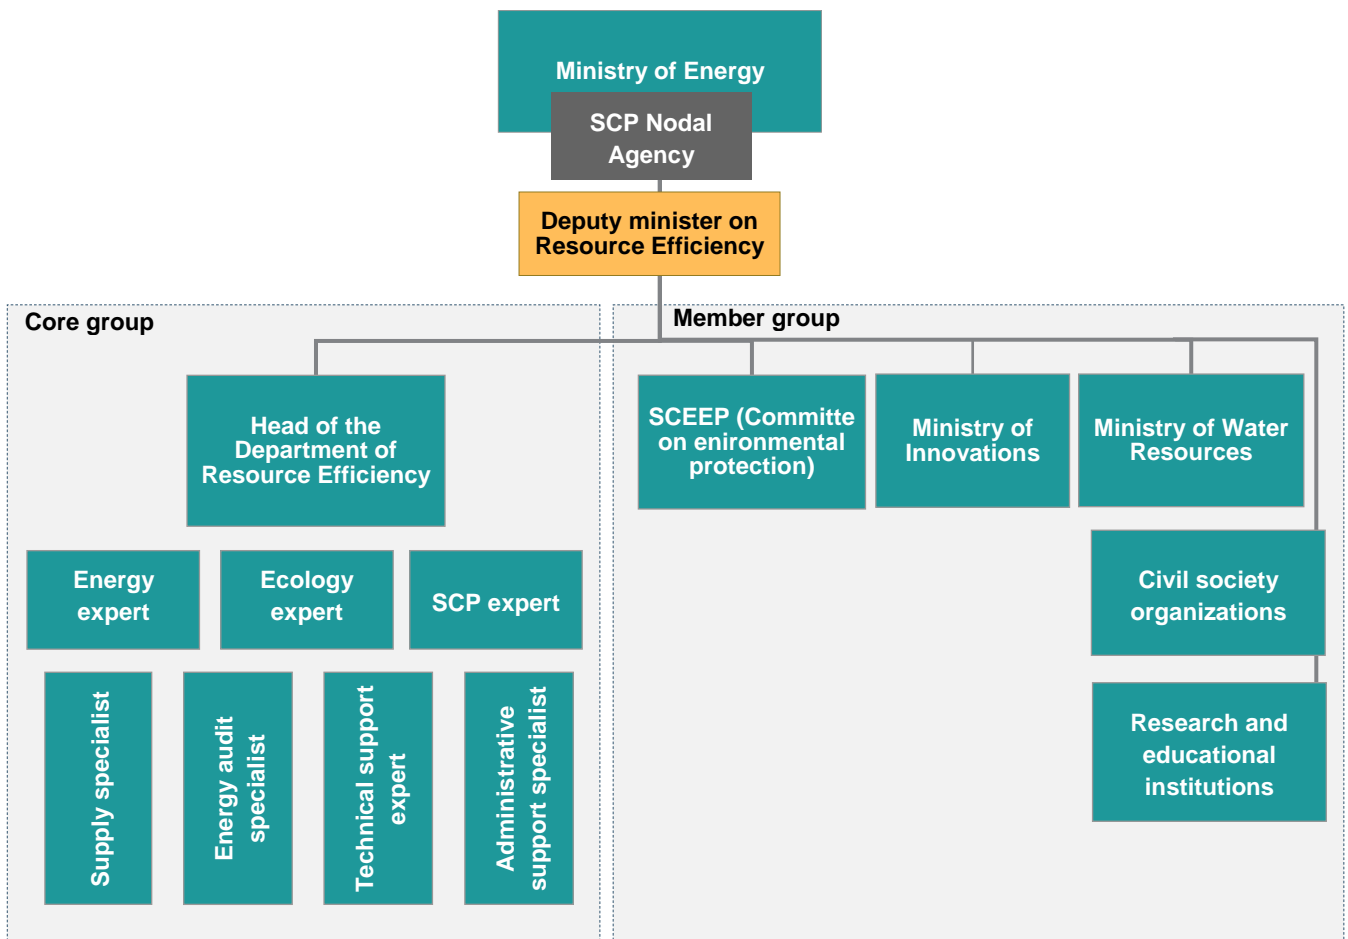 Ministry of Energy
SCP Nodal
Agency
Deputy minister on
Resource Efficiency
Core group
Member group
Head of the
Department of
Resource Efficiency
SCEEP (Committe
on enironmental
protection)
Ministry of
Innovations
Ministry of Water
Resources
Energy
expert
Ecology
expert
SCP expert
Civil society
organizations
Supply specialist
Energy audit
specialist
Technical support
expert
Administrative
support specialist
Research and
educational
institutions